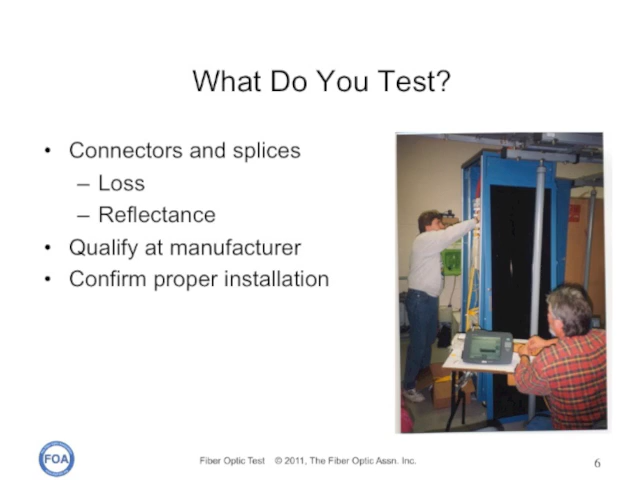 What Do You Test?
• Connectors and splices
– Loss
– Reflectance
• Qualify at manufacturer
• Confirm proper installation
FOA
Fiber Optic Test © 2011, The Fiber Optic Assn. Inc.
6